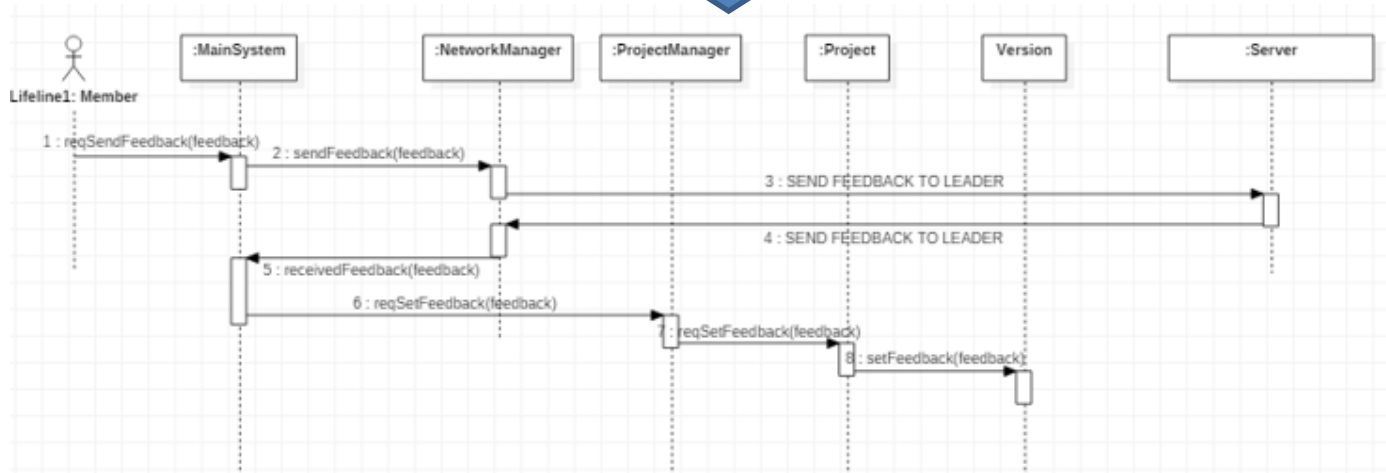 :MainSystem
:NetworkManager
:ProjectManager
:Project
Version
:Server
Lifeline1: Member
1 : reqSendFeedback(feedback)
2 : sendFeedback(feedback)
3 : SEND FEEDBACK TO LEADER
4 : SEND FEEDBACK TO LEADER
5 : receivedFeedback(feedback)
6 : reqSetFeedback(feedback)
7 : reqSetFeedback(feedback)
8 : setFeedback(feedback)